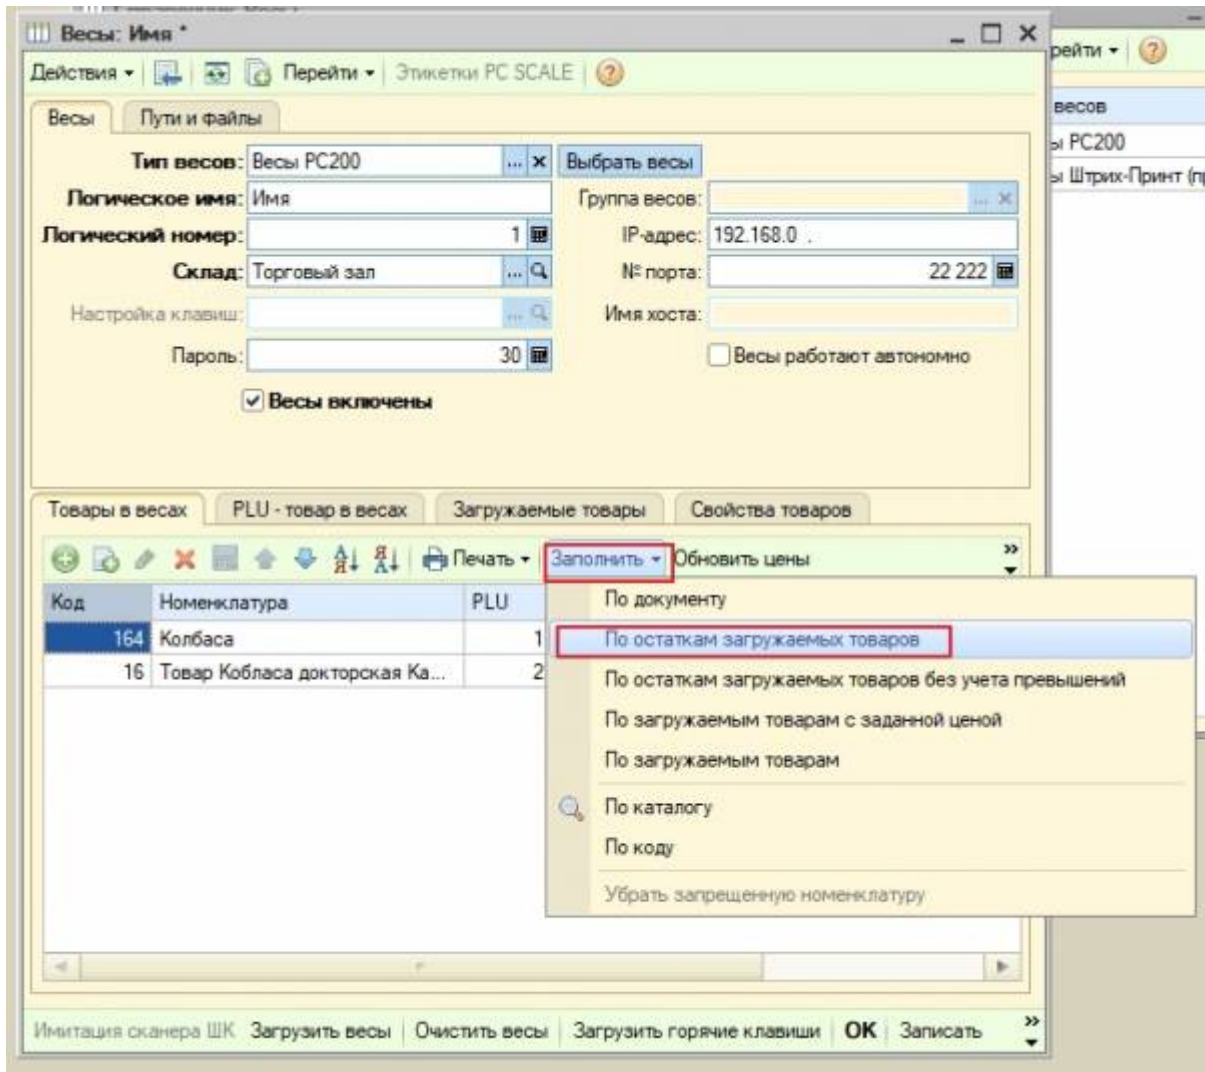 Весы: Имя *
Действия Перейти Этикетки PC SCALE
рейти
Весы Пути и файлы
весов
Тип весов: Весы PC200 ... Выбрать весы
ы PC200
Логическое имя: Имя Группа весов: ...
ы Штрих-Принт (п
Логический номер: 1 IP-адрес: 192.168.0 .
Склад: Торговый зал ... № порта: 22 222
Настройка клавиш: ... Имя хоста:
Пароль: 30 Весы работают автономно
Весы включены
Товары в весах PLU - товар в весах Загружаемые товары Свойства товаров
Печать Заполнить Обновить цены
Код Номенклатура PLU
164 Колбаса 1
16 Товар Кобласа докторская Ка... 2
По документу
По остаткам загружаемых товаров
По остаткам загружаемых товаров без учета превышений
По загружаемым товарам с заданной ценой
По загружаемым товарам
По каталогу
По коду
Убрать запрещенную номенклатуру
Имитация сканера ШК Загрузить весы Очистить весы Загрузить горячие клавиши OK Записать